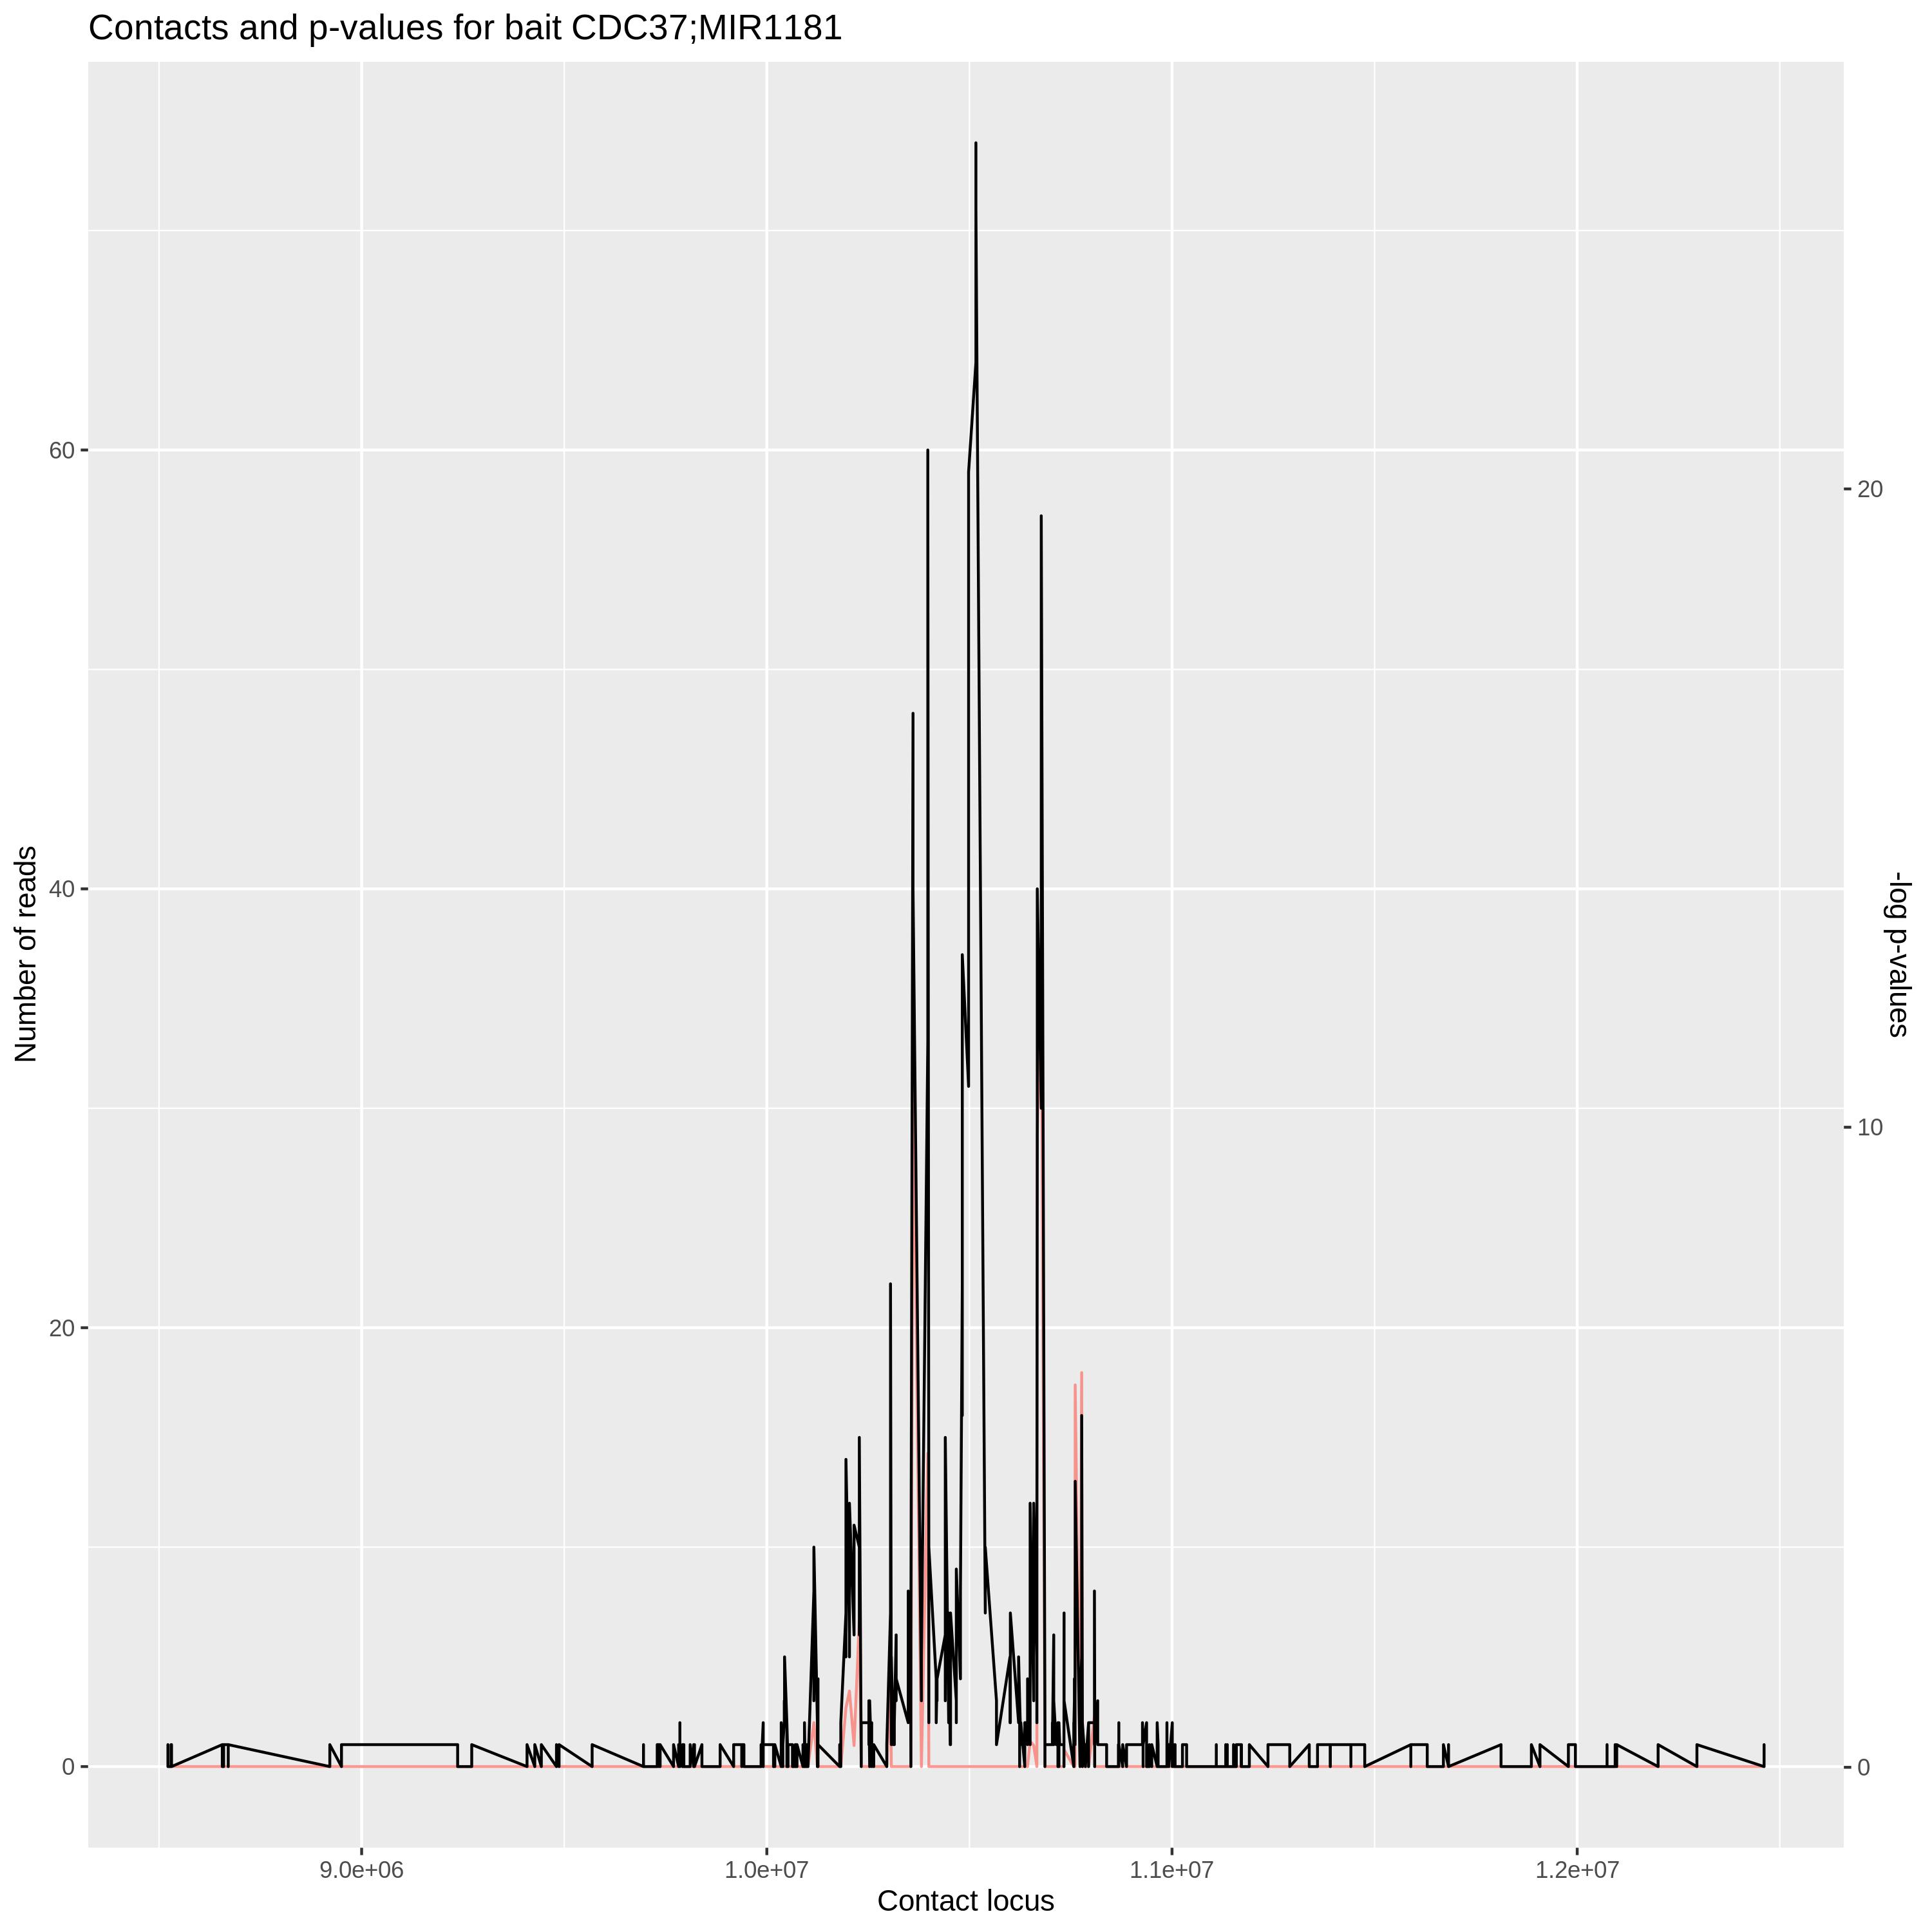 Contacts and p-values for bait CDC37;MIR1181
60
40
20
0
Number of reads
20
10
0
-log p-values
9.0e+06
1.0e+07
1.1e+07
1.2e+07
Contact locus